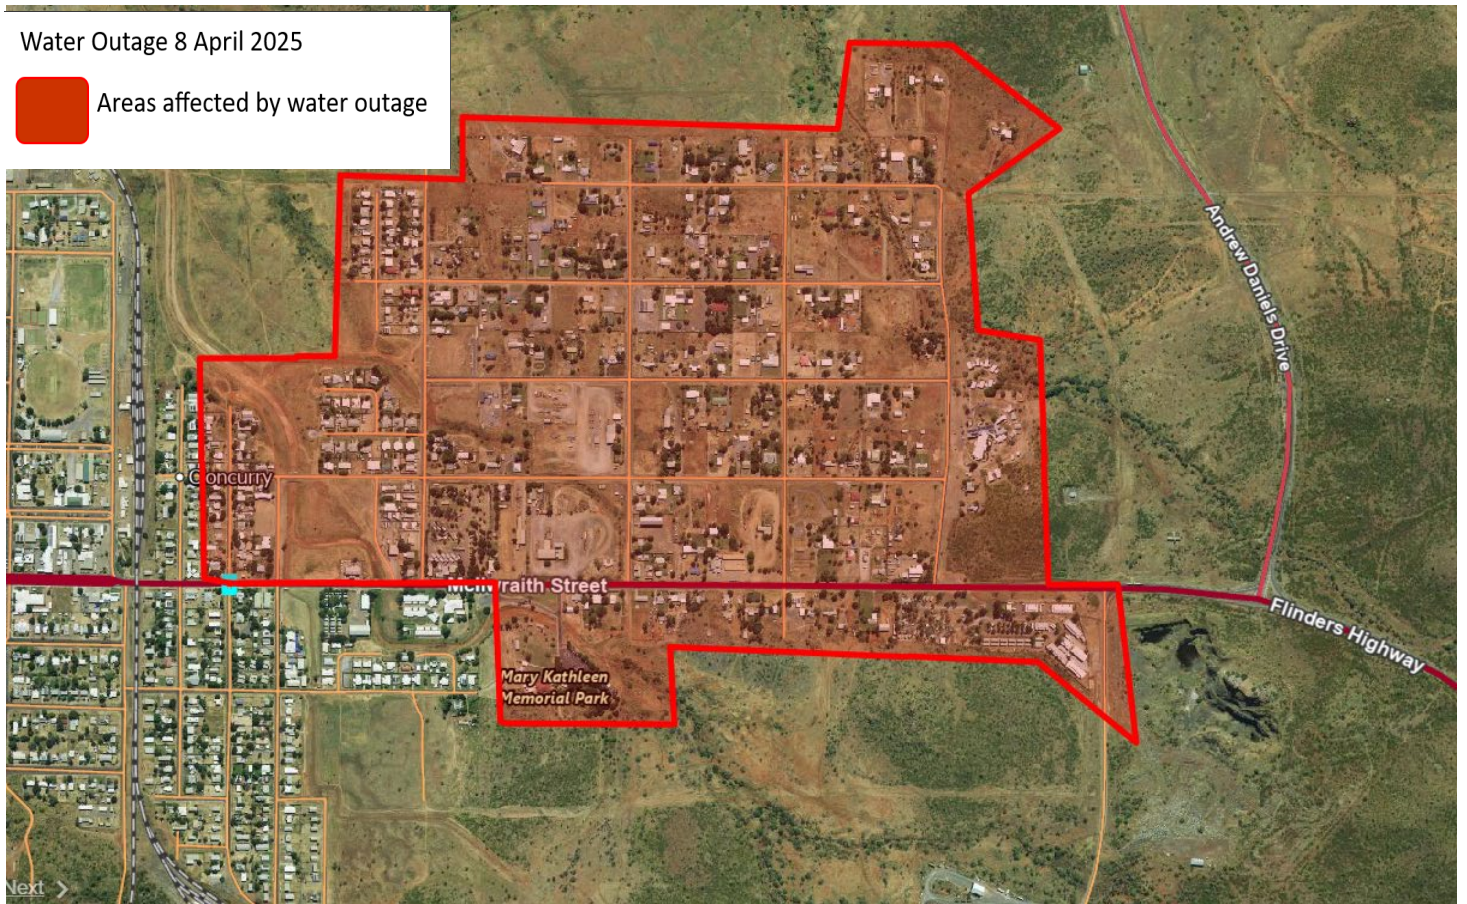 Water Outage 8 April 2025
Areas affected by water outage
Andrew Daniels Drive
Cloncurry
McIlwraith Street
Flinders Highway
Mary Kathleen
Memorial Park
Next